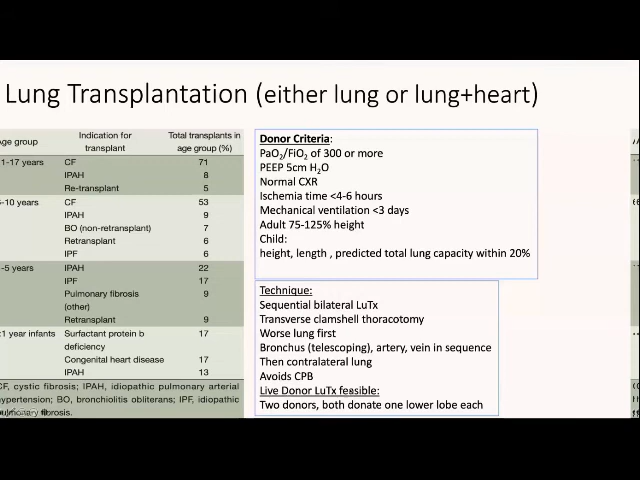 Lung Transplantation (either lung or lung+heart)
ge group Indication for transplant Total transplants in age group (%)
1-17 years CF 71
IPAH 8
Re-transplant 5
-10 years CF 53
IPAH 9
BO (non-retransplant) 7
Retransplant 6
IPF 6
-5 years IPAH 22
IPF 17
Pulmonary fibrosis (other) 9
Retransplant 9
1 year infants Surfactant protein b deficiency 17
Congenital heart disease 17
IPAH 13
CF, cystic fibrosis; IPAH, idiopathic pulmonary arterial
hypertension; BO, bronchiolitis obliterans; IPF, idiopathic
pulmonary fibrosis.
Donor Criteria:
PaO2/FiO2 of 300 or more
PEEP 5cm H2O
Normal CXR
Ischemia time <4-6 hours
Mechanical ventilation <3 days
Adult 75-125% height
Child:
height, length , predicted total lung capacity within 20%
Technique:
Sequential bilateral LuTx
Transverse clamshell thoracotomy
Worse lung first
Bronchus (telescoping), artery, vein in sequence
Then contralateral lung
Avoids CPB
Live Donor LuTx feasible:
Two donors, both donate one lower lobe each